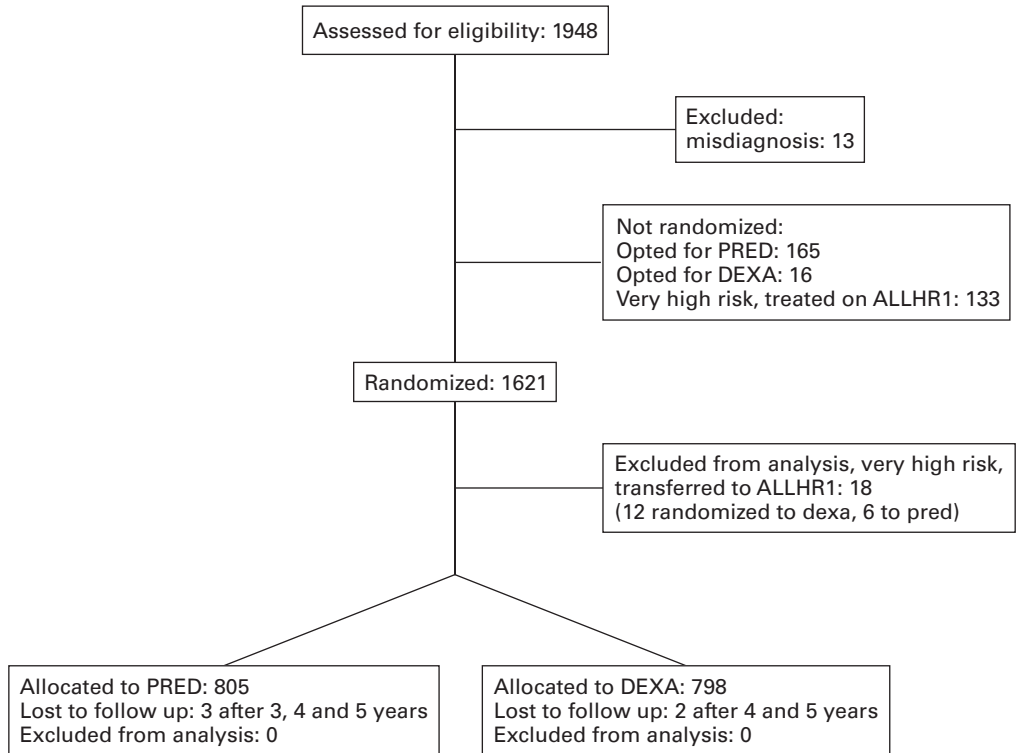 Assessed for eligibility: 1948
Excluded:
misdiagnosis: 13
Not randomized:
Opted for PRED: 165
Opted for DEXA: 16
Very high risk, treated on ALLHR1: 133
Randomized: 1621
Excluded from analysis, very high risk,
transferred to ALLHR1: 18
(12 randomized to dexa, 6 to pred)
Allocated to PRED: 805
Lost to follow up: 3 after 3, 4 and 5 years
Excluded from analysis: 0
Allocated to DEXA: 798
Lost to follow up: 2 after 4 and 5 years
Excluded from analysis: 0